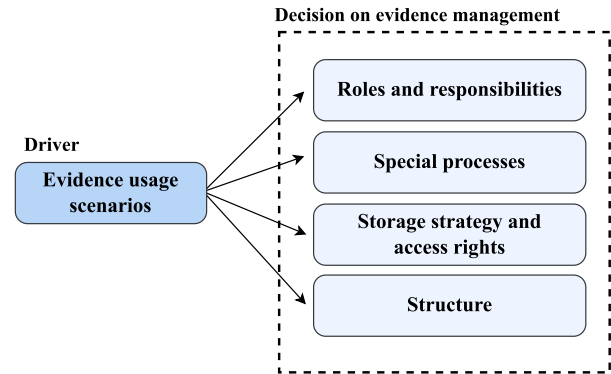 Decision on evidence management
Roles and responsibilities
Driver
Evidence usage
scenarios
Special processes
Storage strategy and
access rights
Structure